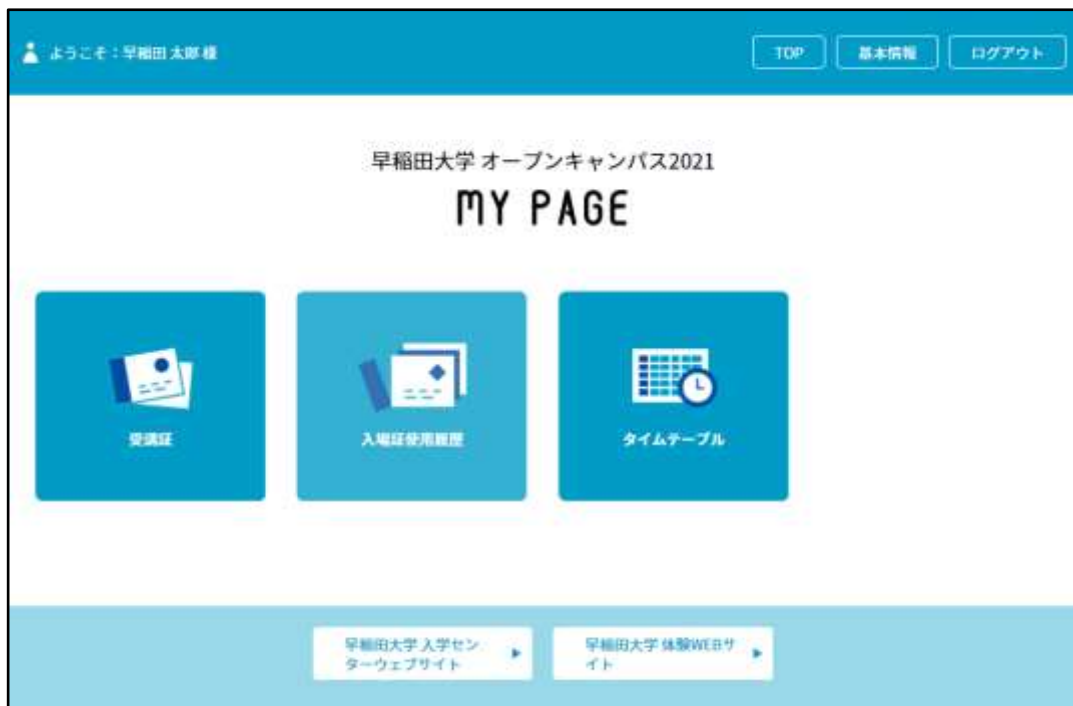 ようこそ：早稲田 太郎 様
TOP
基本情報
ログアウト
早稲田大学 オープンキャンパス2021
MY PAGE
受講証
入場証使用履歴
タイムテーブル
早稲田大学 入学セン
ターウェブサイト
早稲田大学 体験WEBサ
イト